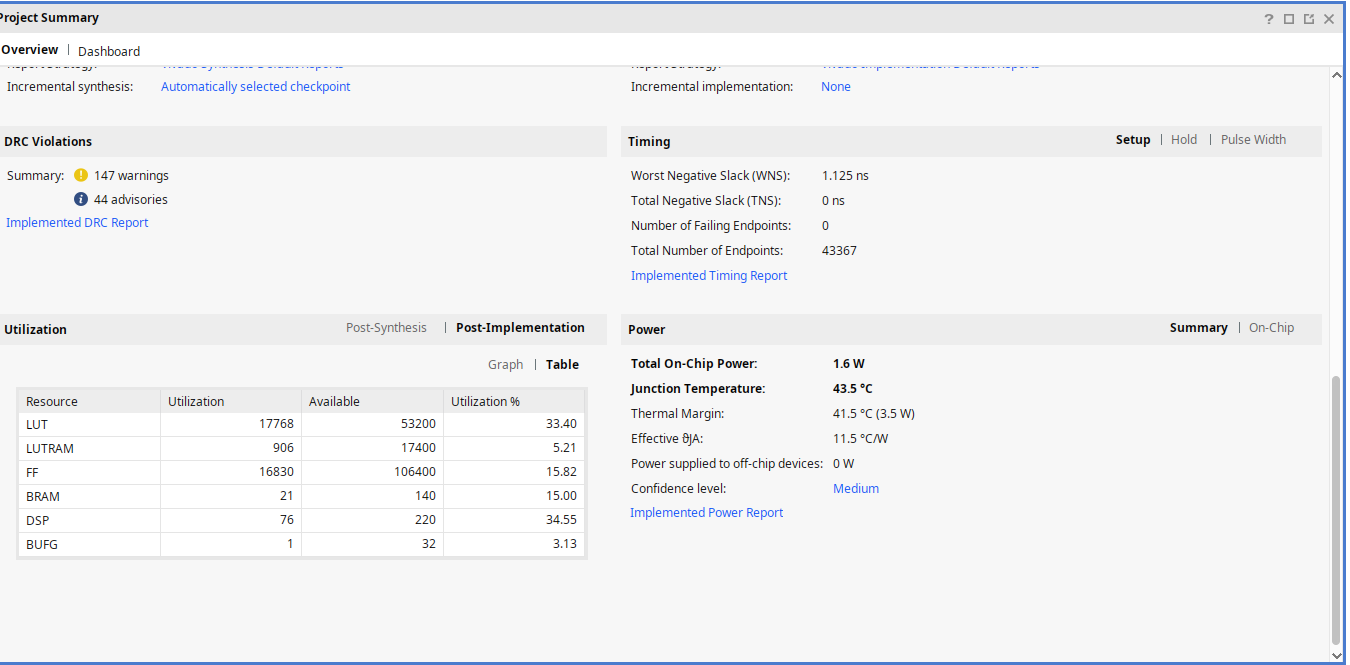 Project Summary
Overview | Dashboard
Incremental synthesis: Automatically selected checkpoint
Incremental implementation: None
DRC Violations
Summary: 147 warnings
44 advisories
Implemented DRC Report
Timing Setup | Hold | Pulse Width
Worst Negative Slack (WNS): 1.125 ns
Total Negative Slack (TNS): 0 ns
Number of Failing Endpoints: 0
Total Number of Endpoints: 43367
Implemented Timing Report
Utilization Post-Synthesis | Post-Implementation
Graph | Table
Resource Utilization Available Utilization %
LUT 17768 53200 33.40
LUTRAM 906 17400 5.21
FF 16830 106400 15.82
BRAM 21 140 15.00
DSP 76 220 34.55
BUFG 1 32 3.13
Power Summary | On-Chip
Total On-Chip Power: 1.6 W
Junction Temperature: 43.5 °C
Thermal Margin: 41.5 °C (3.5 W)
Effective ϑJA: 11.5 °C/W
Power supplied to off-chip devices: 0 W
Confidence level: Medium
Implemented Power Report